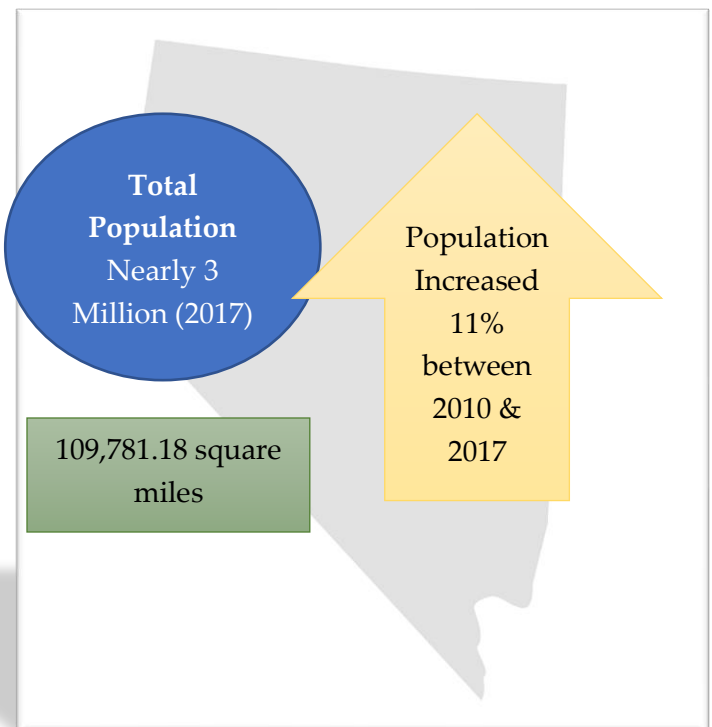 Total
Population
Nearly 3
Million (2017)
Population
Increased
11%
between
2010 &
2017
109,781.18 square
miles